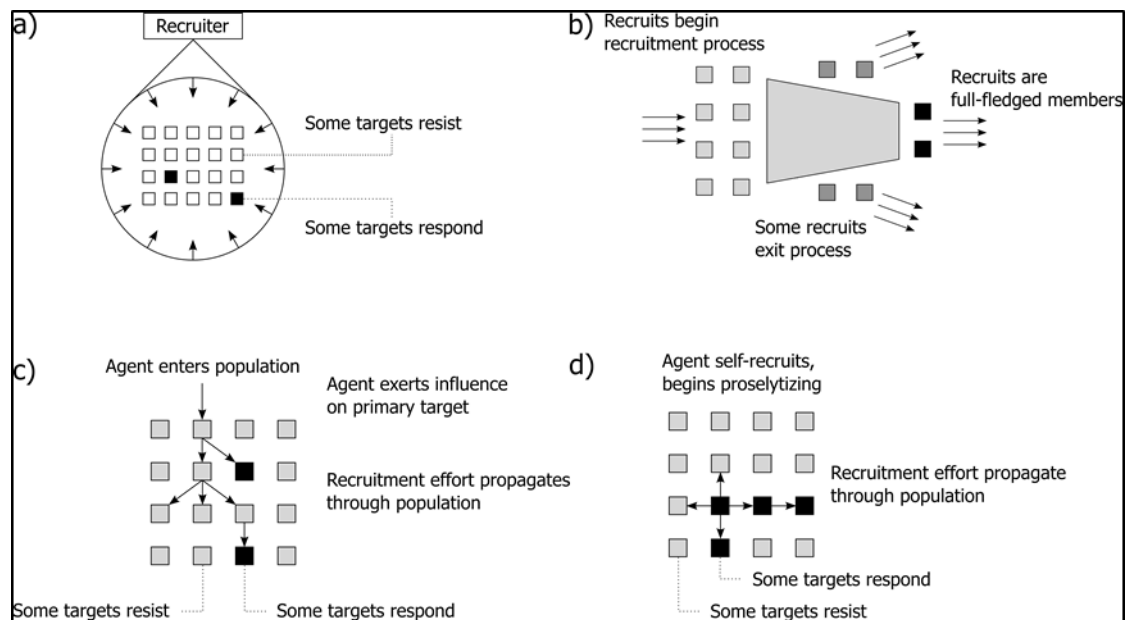 a)
Recruiter
Some targets resist
Some targets respond
b)
Recruits begin
recruitment process
Recruits are
full-fledged members
Some recruits
exit process
c)
Agent enters population
Agent exerts influence
on primary target
Recruitment effort propagates
through population
Some targets resist
Some targets respond
d)
Agent self-recruits,
begins proselytizing
Recruitment effort propagate
through population
Some targets respond
Some targets resist